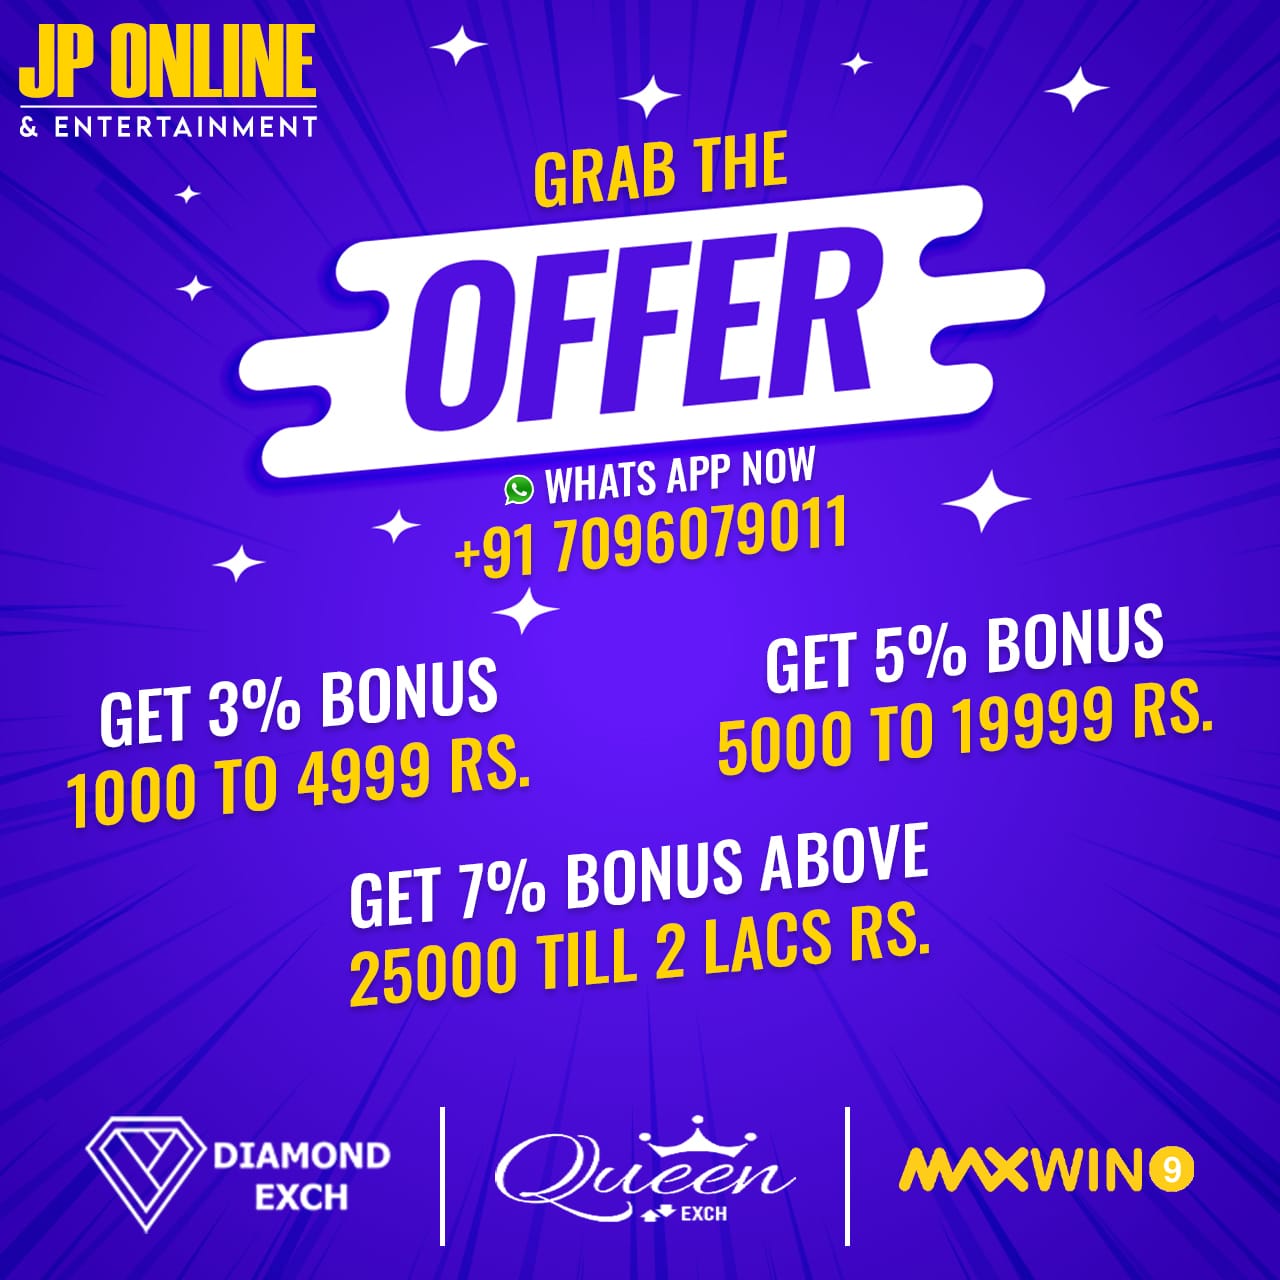 JP ONLINE
& ENTERTAINMENT
GRAB THE
OFFER
WHATS APP NOW
+91 7096079011
GET 3% BONUS
1000 TO 4999 RS.
GET 5% BONUS
5000 TO 19999 RS.
GET 7% BONUS ABOVE
25000 TILL 2 LACS RS.
DIAMOND
EXCH
Queen
EXCH
MAXWIN 9